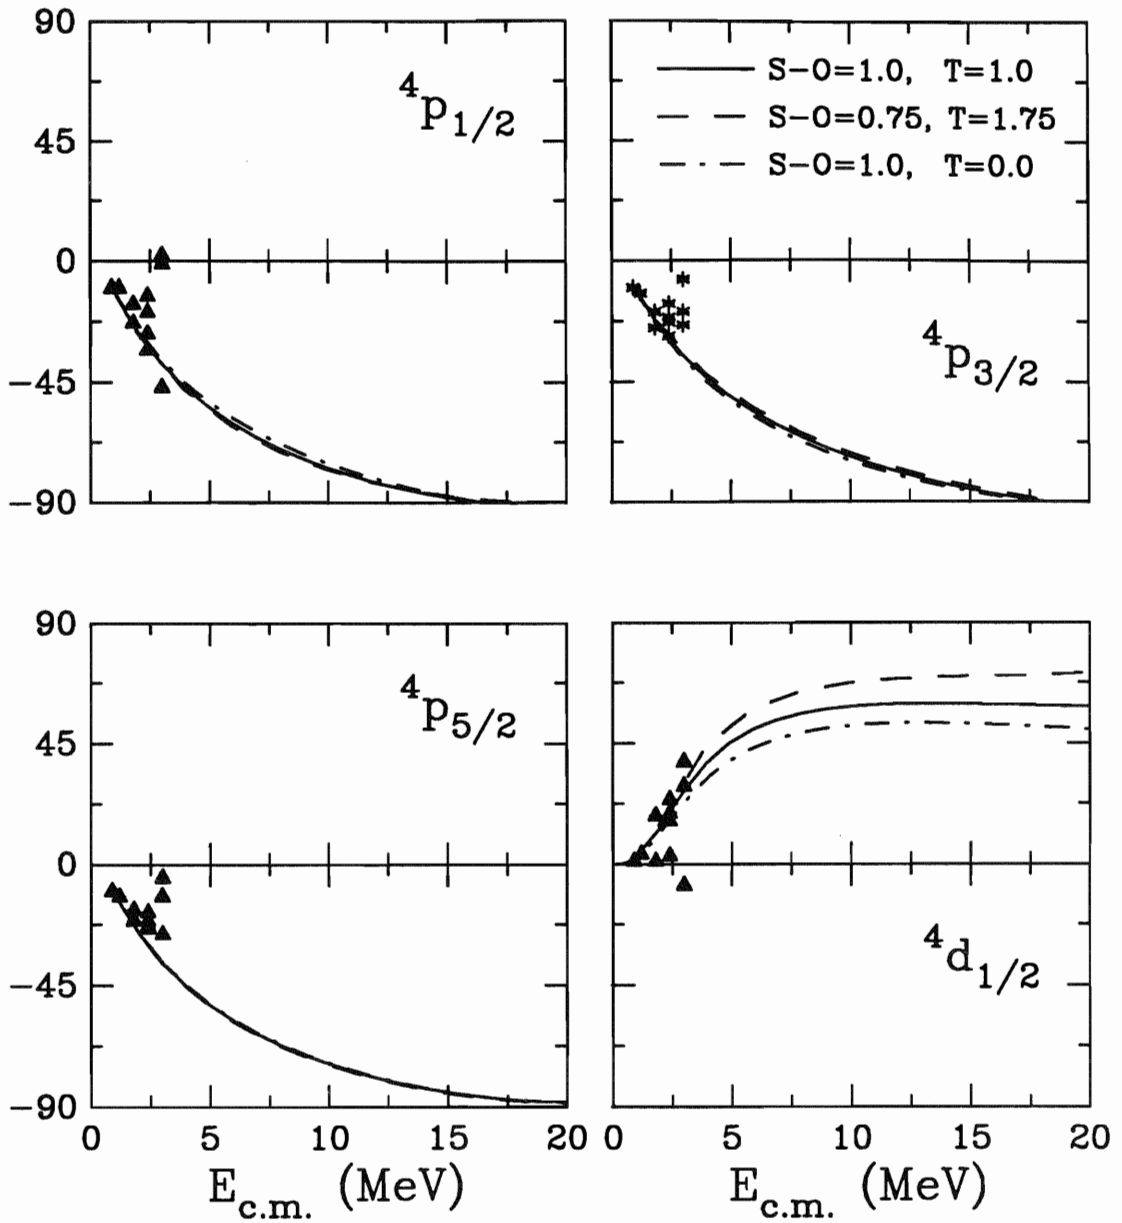 90
45
0
−45
−90
⁴p₁/₂
S−O=1.0, T=1.0
S−O=0.75, T=1.75
S−O=1.0, T=0.0
⁴p₃/₂
90
45
0
−45
−90
⁴p₅/₂
⁴d₁/₂
0 5 10 15 20
0 5 10 15 20
E_c.m. (MeV)
E_c.m. (MeV)